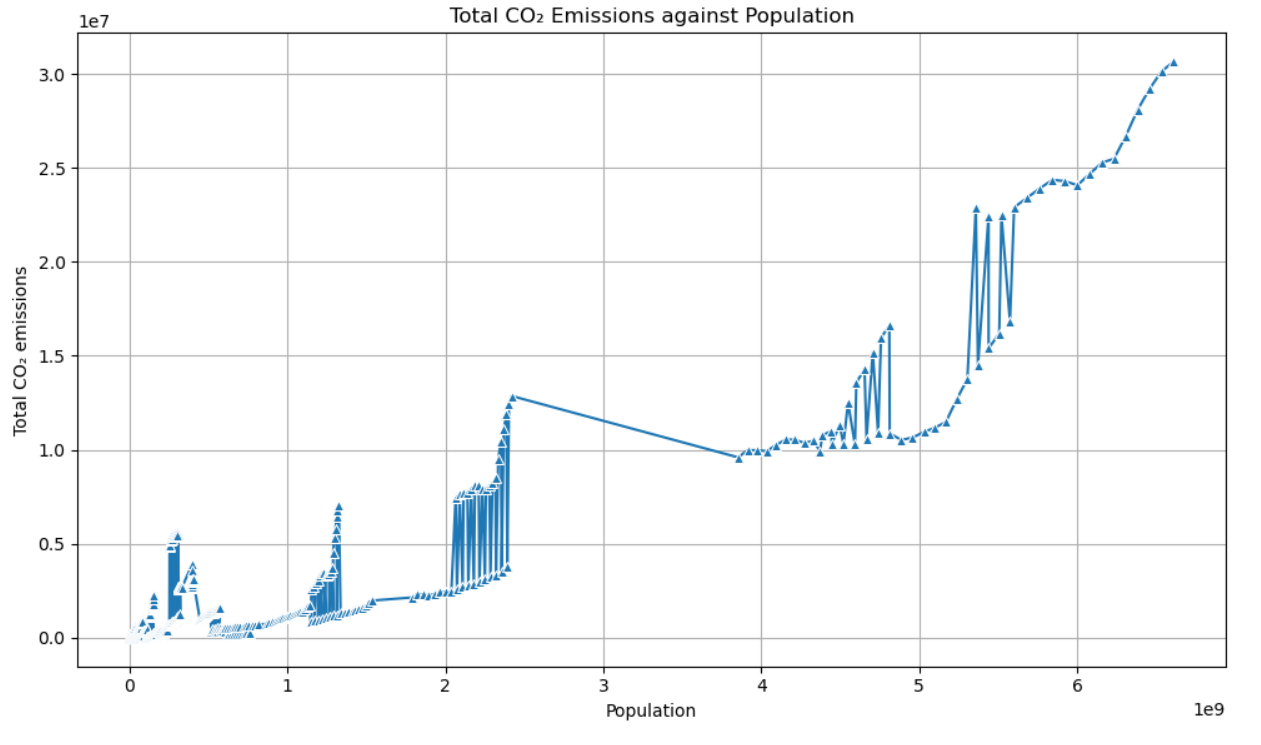 Total CO₂ Emissions against Population
1e7
3.0
2.5
2.0
1.5
1.0
0.5
0.0
Total CO₂ emissions
0 1 2 3 4 5 6
Population
1e9